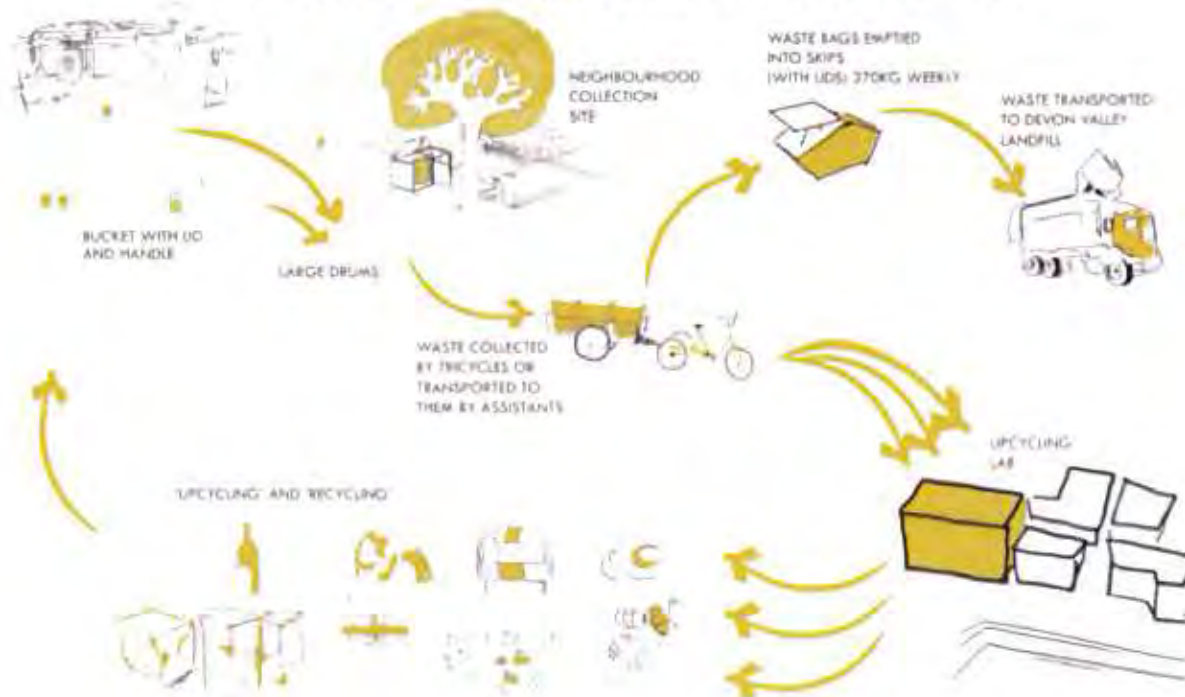 BUCKET WITH LID
AND HANDLE
LARGE DRUMS
NEIGHBOURHOOD
COLLECTION
SITE
WASTE COLLECTED
BY TRICYCLES OR
TRANSPORTED TO
THEM BY ASSISTANTS
WASTE BAGS EMPTIED
INTO SKIPS
(WITH LIDS) 370KG WEEKLY
WASTE TRANSPORTED
TO DEVON VALLEY
LANDFILL
UPCYCLING
LAB
'UPCYCLING' AND 'RECYCLING'